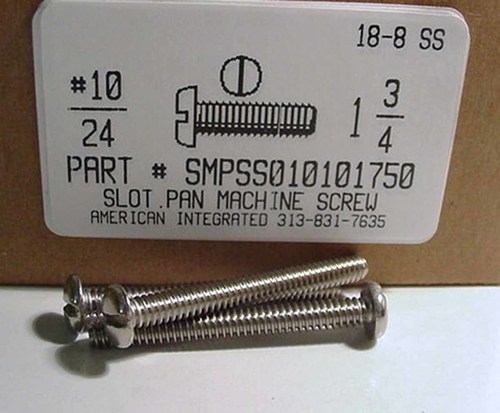 18-8 SS
#10
24
1 3/4
PART # SMPSS010101750
SLOT.PAN MACHINE SCREW
AMERICAN INTEGRATED 313-831-7635